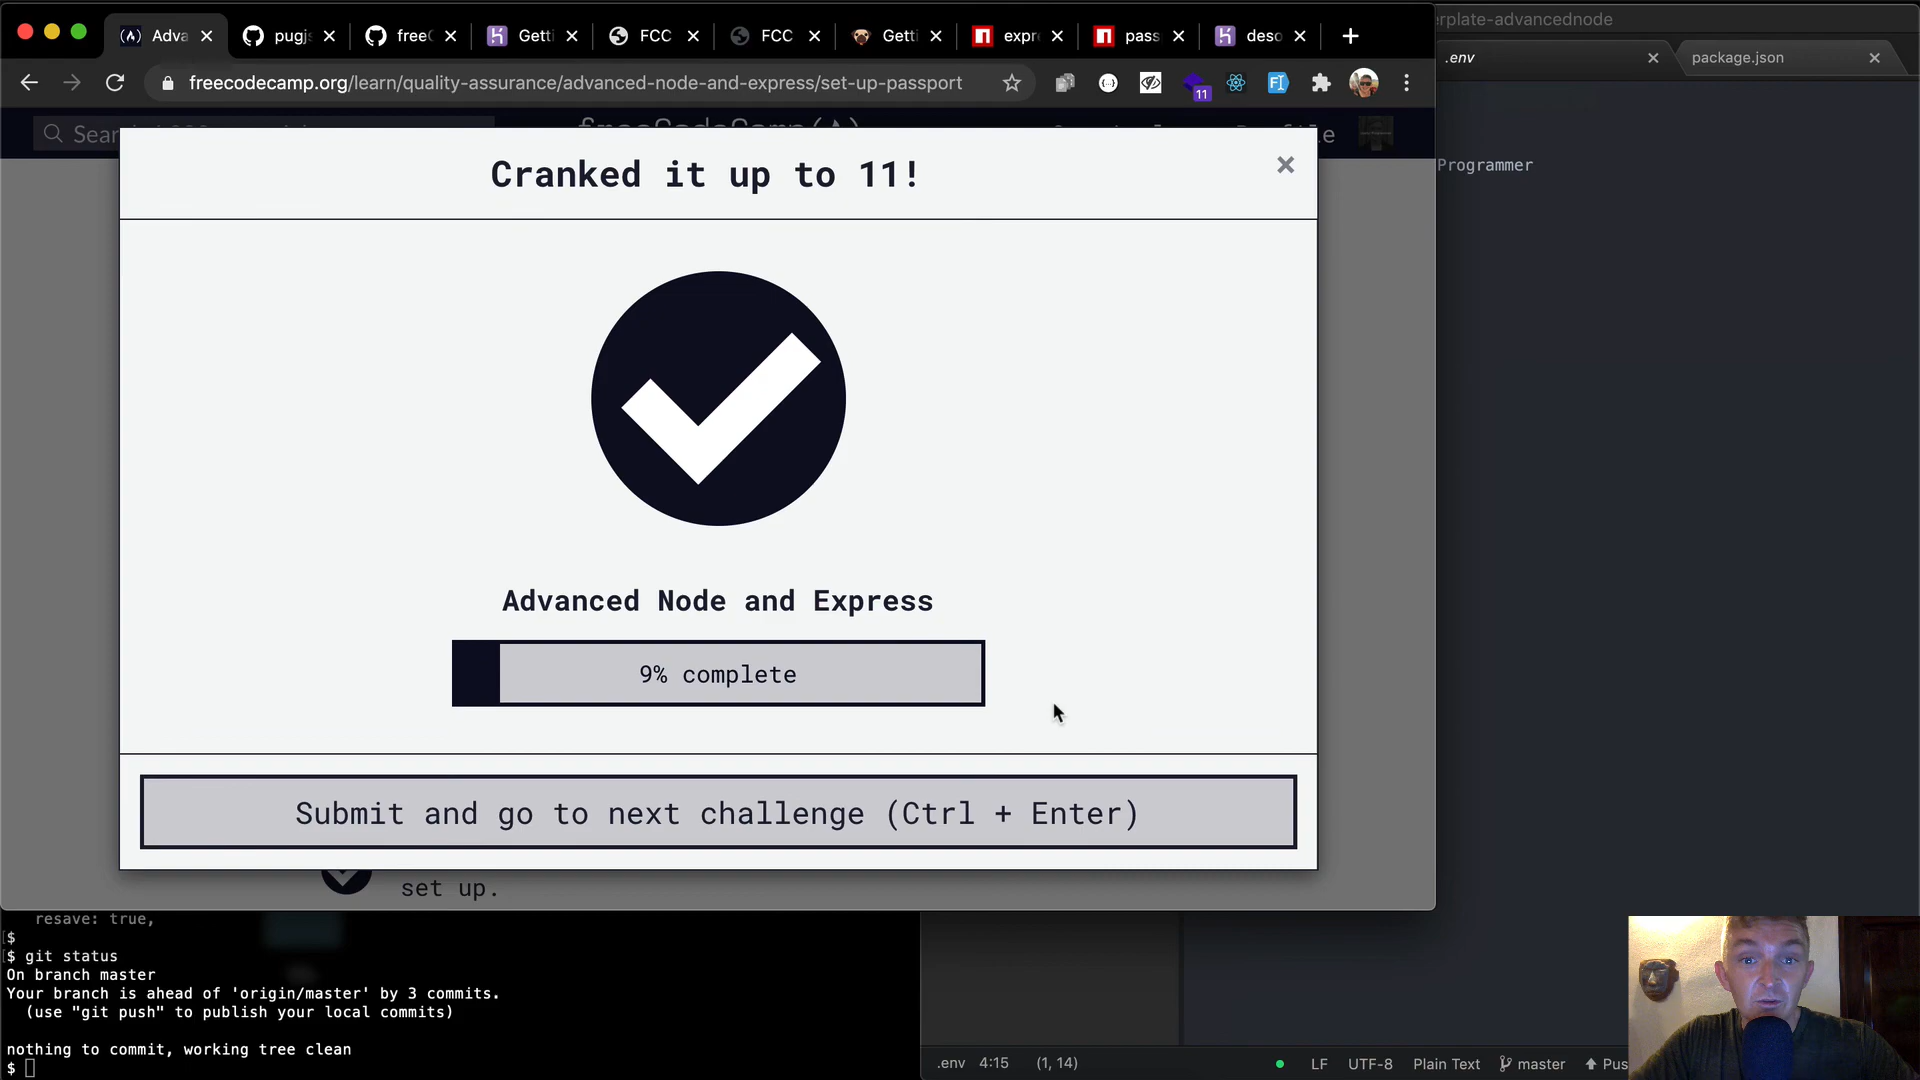 Adva
pugjs
free
Getti
FCC
FCC
Getti
expr
pass
deso
erplate-advancednode
.env
package.json
freecodecamp.org/learn/quality-assurance/advanced-node-and-express/set-up-passport
11
Programmer
Cranked it up to 11!
Advanced Node and Express
9% complete
Submit and go to next challenge (Ctrl + Enter)
set up.
resave: true,
$
$ git status
On branch master
Your branch is ahead of 'origin/master' by 3 commits.
(use "git push" to publish your local commits)
nothing to commit, working tree clean
$
.env 4:15 (1, 14)
LF UTF-8 Plain Text master Pus